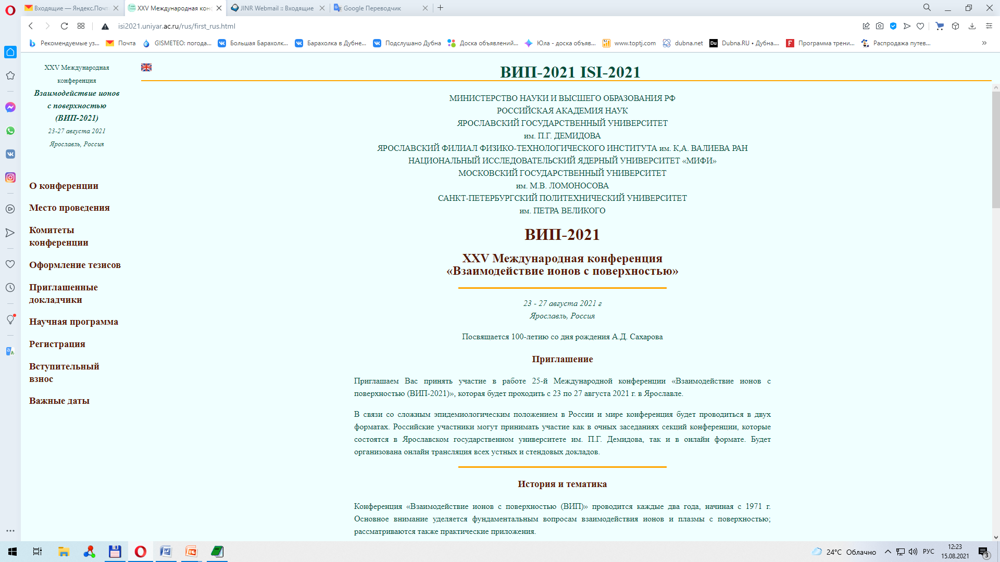 Входящие — Яндекс.Почт
XXV Международная кон
JINR Webmail :: Входящие
Google Переводчик
isi2021.uniyar.ac.ru/rus/first_rus.html
Рекомендуемые уз...
Почта
GISMETEO: погода...
Большая Барахолк...
Барахолка в Дубне...
Подслушано Дубна
Доска объявлений...
Юла - доска объяв...
www.toptj.com
dubna.net
Du
Dubna.RU • Дубна....
F
Программа трени...
Распродажа путев...
»
XXV Международная
конференция
Взаимодействие ионов
с поверхностью
(ВИП-2021)
23-27 августа 2021
Ярославль, Россия
О конференции
Место проведения
Комитеты
конференции
Оформление тезисов
Приглашенные
докладчики
Научная программа
Регистрация
Вступительный
взнос
Важные даты
ВИП-2021 ISI-2021
МИНИСТЕРСТВО НАУКИ И ВЫСШЕГО ОБРАЗОВАНИЯ РФ
РОССИЙСКАЯ АКАДЕМИЯ НАУК
ЯРОСЛАВСКИЙ ГОСУДАРСТВЕННЫЙ УНИВЕРСИТЕТ
им. П.Г. ДЕМИДОВА
ЯРОСЛАВСКИЙ ФИЛИАЛ ФИЗИКО-ТЕХНОЛОГИЧЕСКОГО ИНСТИТУТА им. К,А. ВАЛИЕВА РАН
НАЦИОНАЛЬНЫЙ ИССЛЕДОВАТЕЛЬСКИЙ ЯДЕРНЫЙ УНИВЕРСИТЕТ «МИФИ»
МОСКОВСКИЙ ГОСУДАРСТВЕННЫЙ УНИВЕРСИТЕТ
им. М.В. ЛОМОНОСОВА
САНКТ-ПЕТЕРБУРГСКИЙ ПОЛИТЕХНИЧЕСКИЙ УНИВЕРСИТЕТ
им. ПЕТРА ВЕЛИКОГО
ВИП-2021
XXV Международная конференция
«Взаимодействие ионов с поверхностью»
23 - 27 августа 2021 г
Ярославль, Россия
Посвящается 100-летию со дня рождения А.Д. Сахарова
Приглашение
Приглашаем Вас принять участие в работе 25-й Международной конференции «Взаимодействие ионов с
поверхностью (ВИП-2021)», которая будет проходить с 23 по 27 августа 2021 г. в Ярославле.
В связи со сложным эпидемиологическим положением в России и мире конференция будет проводиться в двух
форматах. Российские участники могут принимать участие как в очных заседаниях секций конференции, которые
состоятся в Ярославском государственном университете им. П.Г. Демидова, так и в онлайн формате. Будет
организована онлайн трансляция всех устных и стендовых докладов.
История и тематика
Конференция «Взаимодействие ионов с поверхностью (ВИП)» проводится каждые два года, начиная с 1971 г.
Основное внимание уделяется фундаментальным вопросам взаимодействия ионов и плазмы с поверхностью;
рассматриваются также практические приложения.
24°C Облачно
РУС
12:23
15.08.2021
3